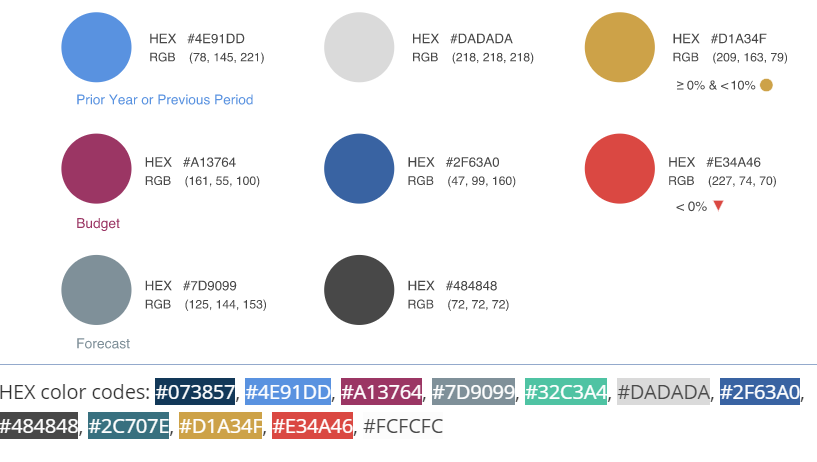 HEX #4E91DD
RGB (78, 145, 221)
Prior Year or Previous Period
HEX #DADADA
RGB (218, 218, 218)
HEX #D1A34F
RGB (209, 163, 79)
≥ 0% & < 10%
HEX #A13764
RGB (161, 55, 100)
Budget
HEX #2F63A0
RGB (47, 99, 160)
HEX #E34A46
RGB (227, 74, 70)
< 0%
HEX #7D9099
RGB (125, 144, 153)
Forecast
HEX #484848
RGB (72, 72, 72)
HEX color codes: #073857, #4E91DD, #A13764, #7D9099, #32C3A4, #DADADA, #2F63A0,
#484848, #2C707E, #D1A34F, #E34A46, #FCFCFC